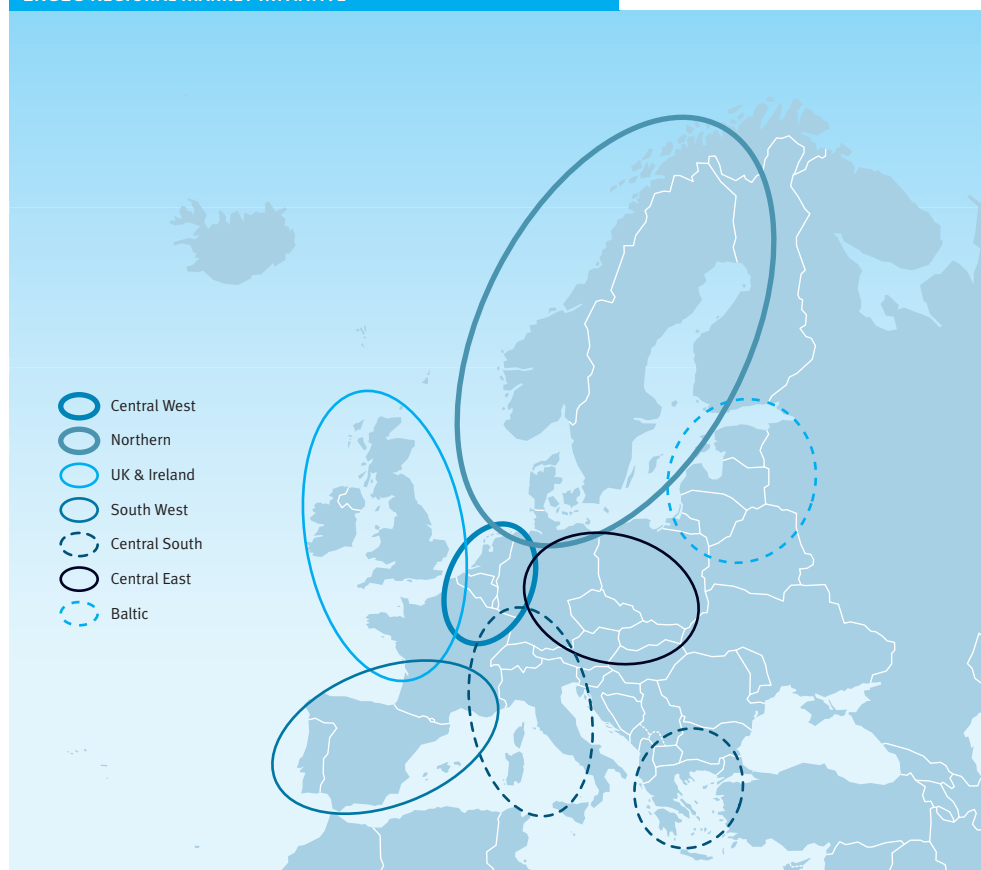 Central West
Northern
UK & Ireland
South West
Central South
Central East
Baltic